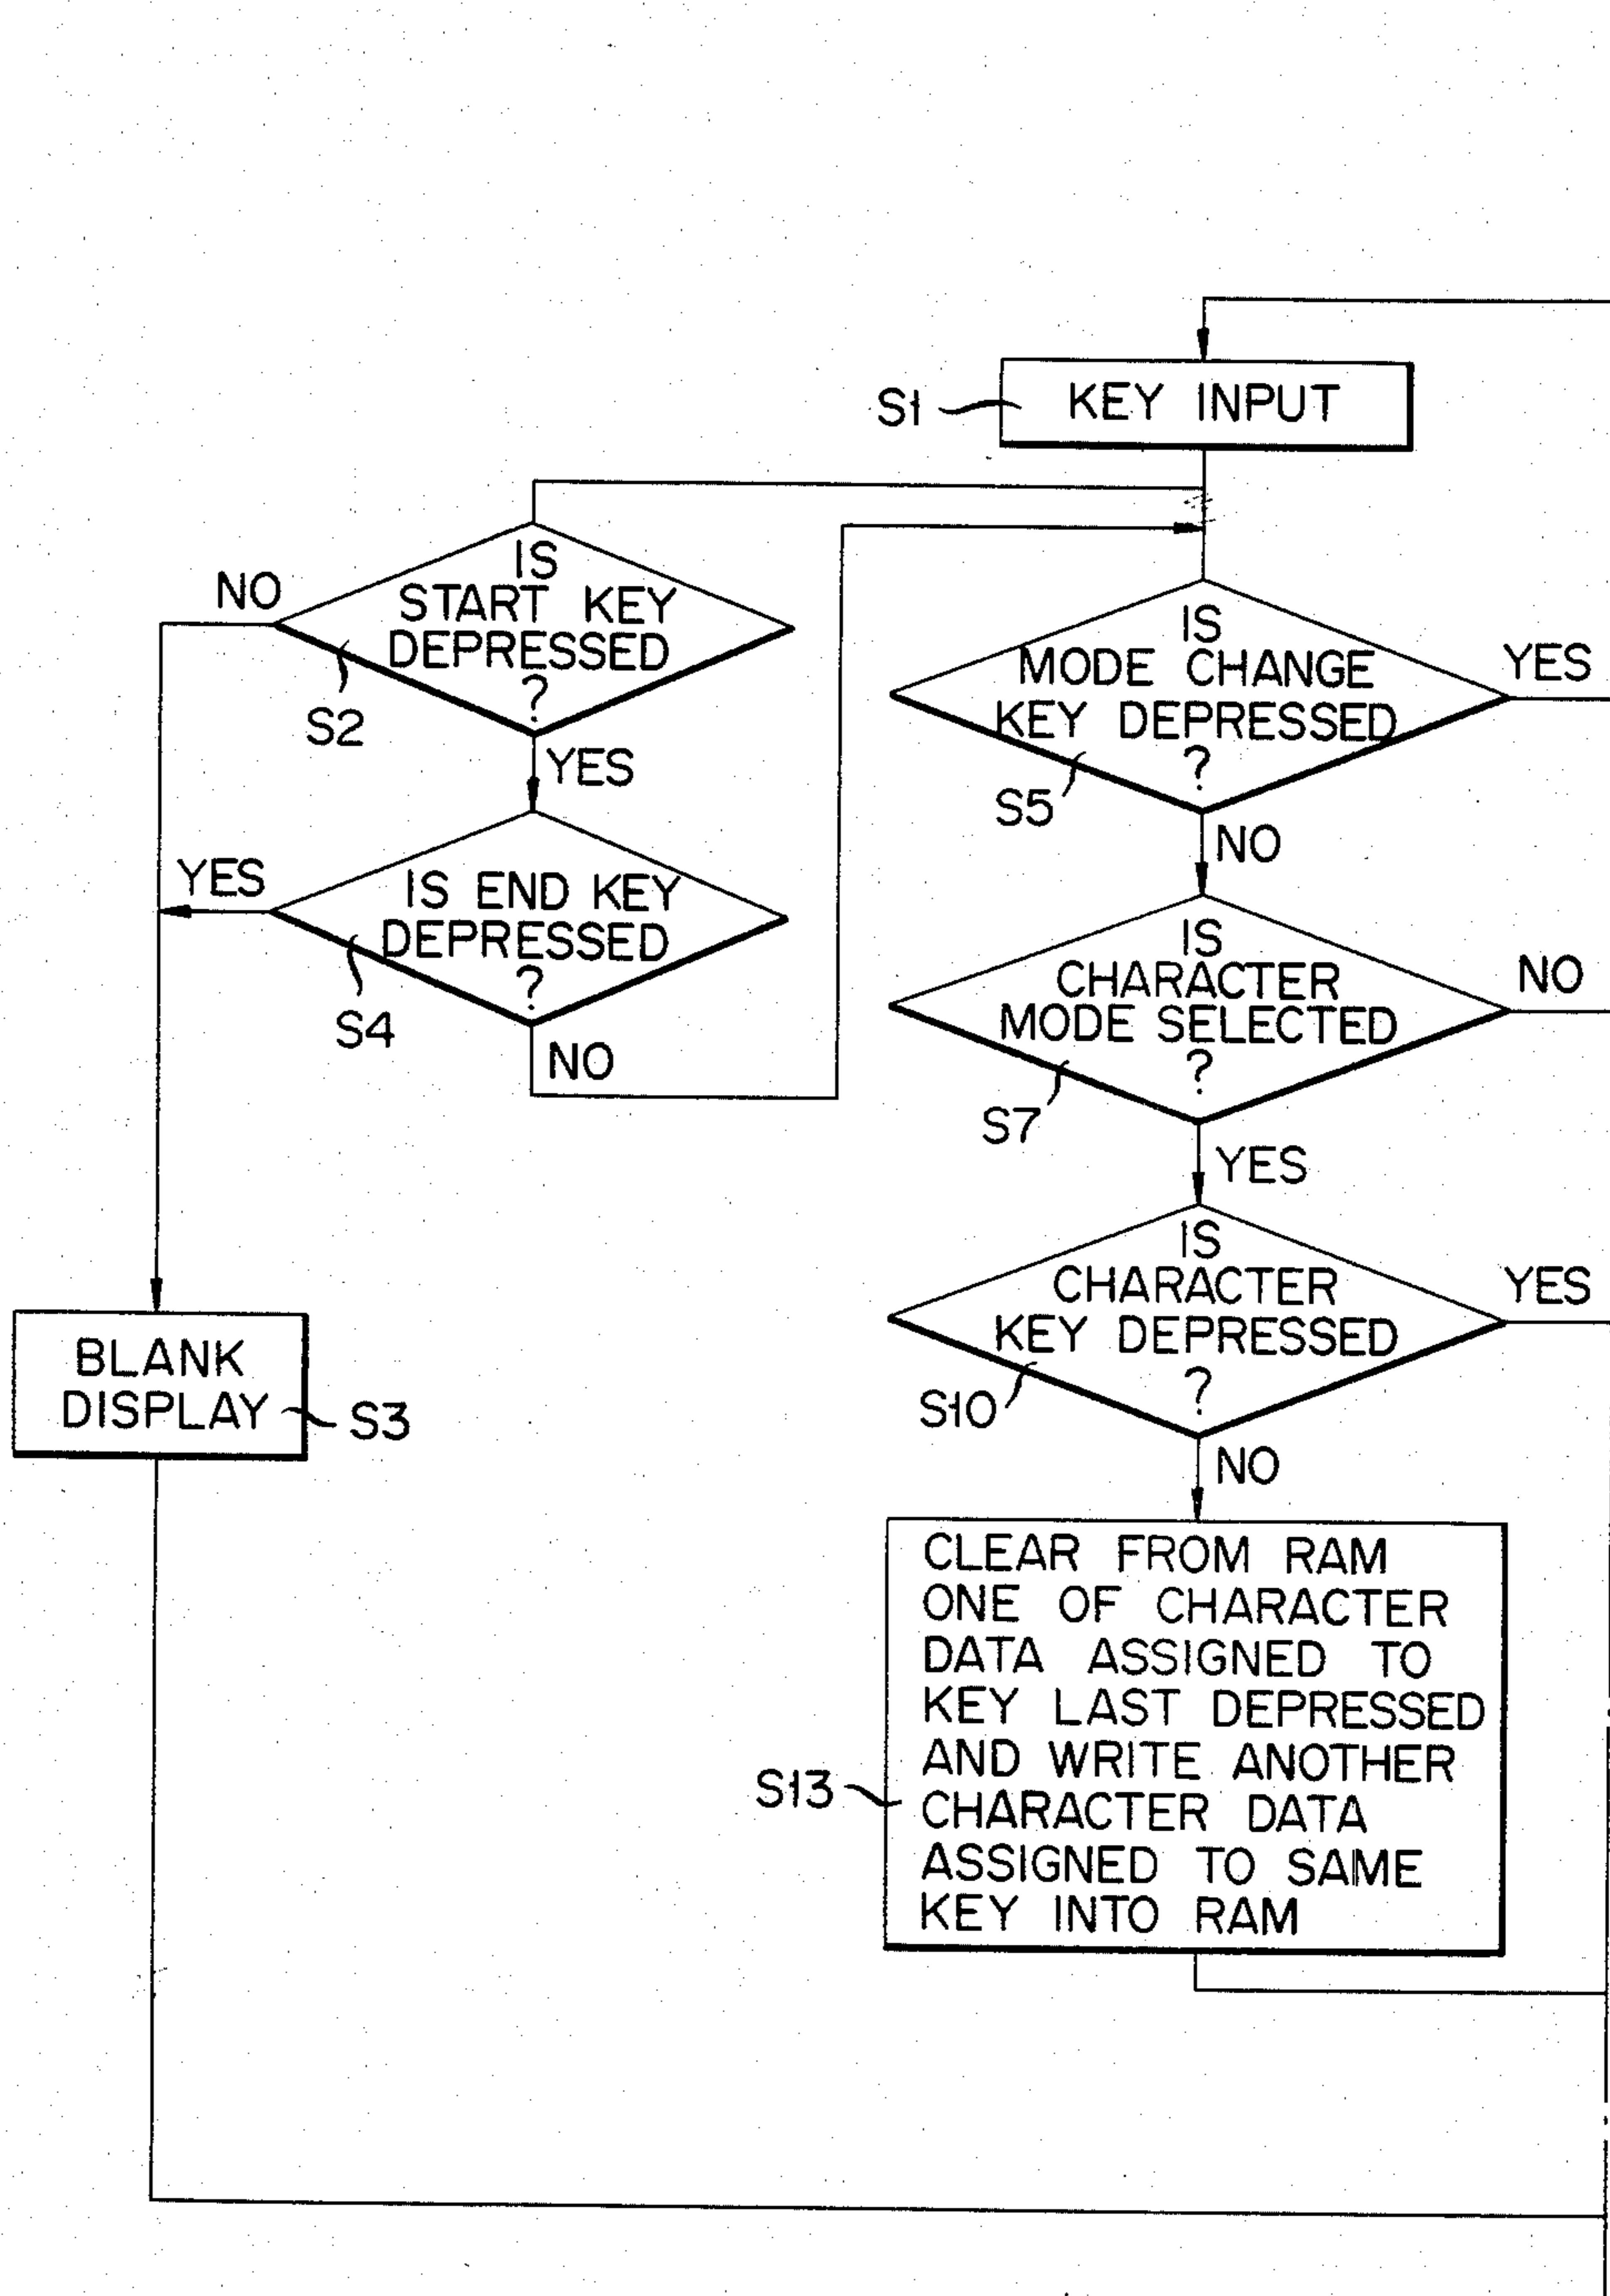 S1
KEY INPUT
NO
IS
START KEY
DEPRESSED
?
S2
YES
YES
IS END KEY
DEPRESSED
?
S4
NO
BLANK
DISPLAY
S3
IS
MODE CHANGE
KEY DEPRESSED
?
YES
S5
NO
IS
CHARACTER
MODE SELECTED
?
NO
S7
YES
IS
CHARACTER
KEY DEPRESSED
?
YES
S10
NO
CLEAR FROM RAM
ONE OF CHARACTER
DATA ASSIGNED TO
KEY LAST DEPRESSED
AND WRITE ANOTHER
CHARACTER DATA
ASSIGNED TO SAME
KEY INTO RAM
S13